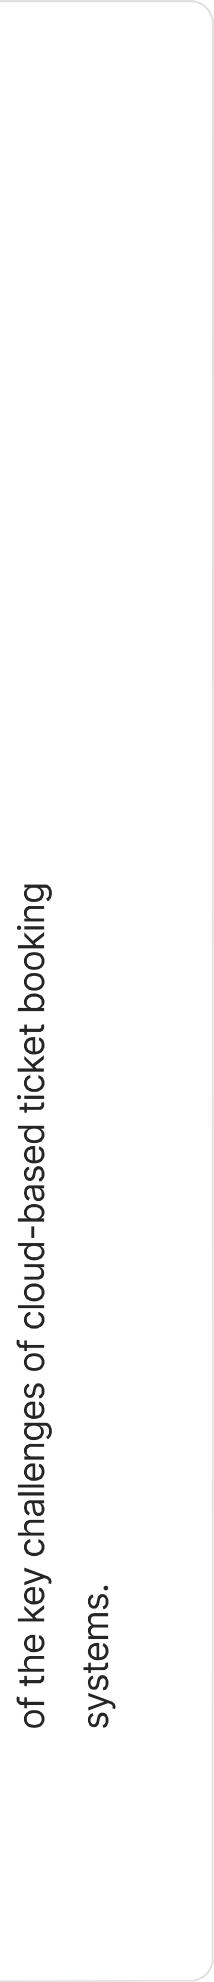 of the key challenges of cloud-based ticket booking
systems.